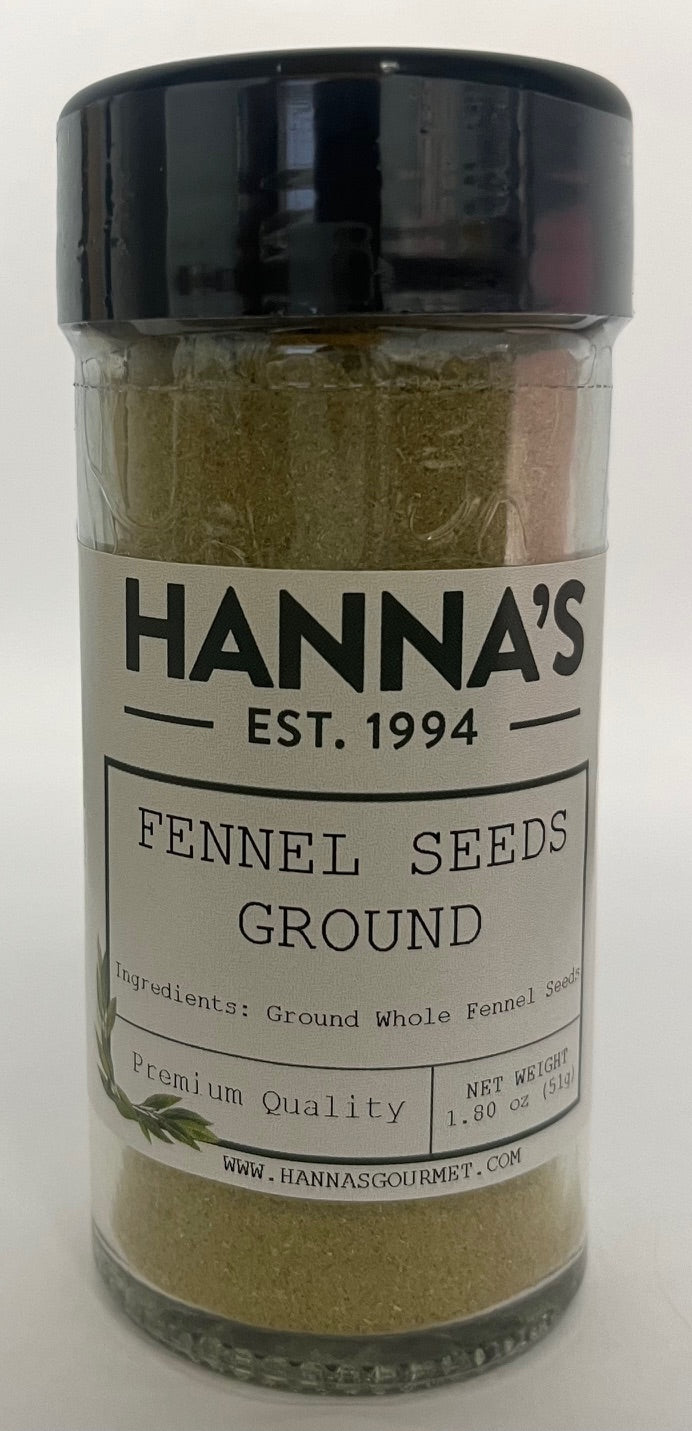 HANNA'S
EST. 1994
FENNEL SEEDS
GROUND
Ingredients: Ground Whole Fennel Seeds
Premium Quality
NET WEIGHT
1.80 oz (51g)
WWW.HANNASGOURMET.COM